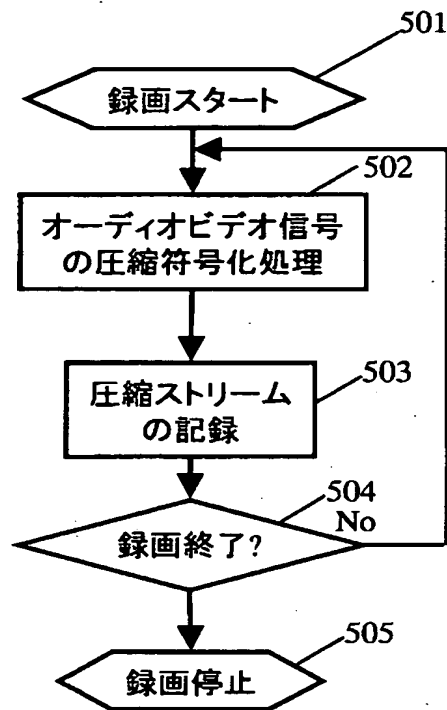 501
録画スタート
502
オーディオビデオ信号
の圧縮符号化処理
503
圧縮ストリーム
の記録
504
No
録画終了?
505
録画停止